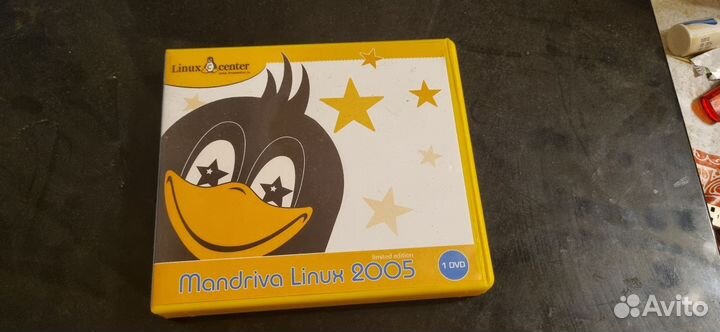 Linux center
limited edition
Mandriva Linux 2005
1 DVD
Avito